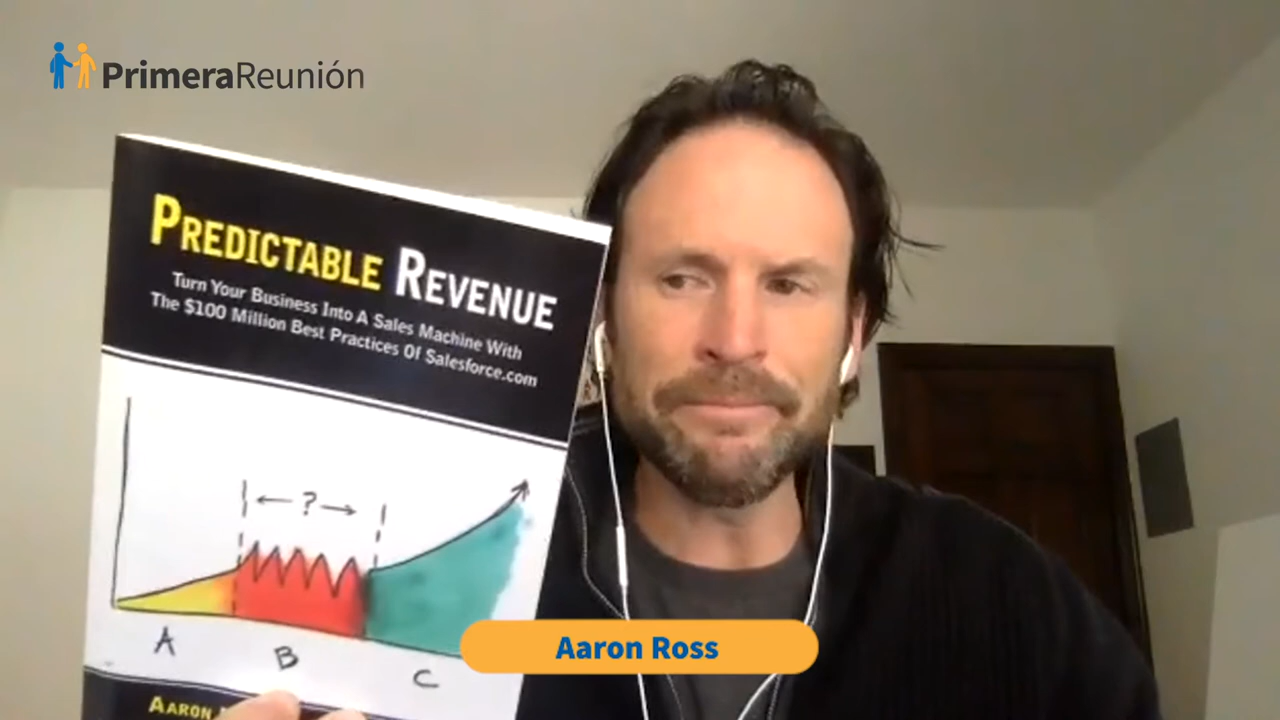 PrimeraReunión
PREDICTABLE REVENUE
Turn Your Business Into A Sales Machine With
The $100 Million Best Practices Of Salesforce.com
?
A
B
C
AARON
Aaron Ross